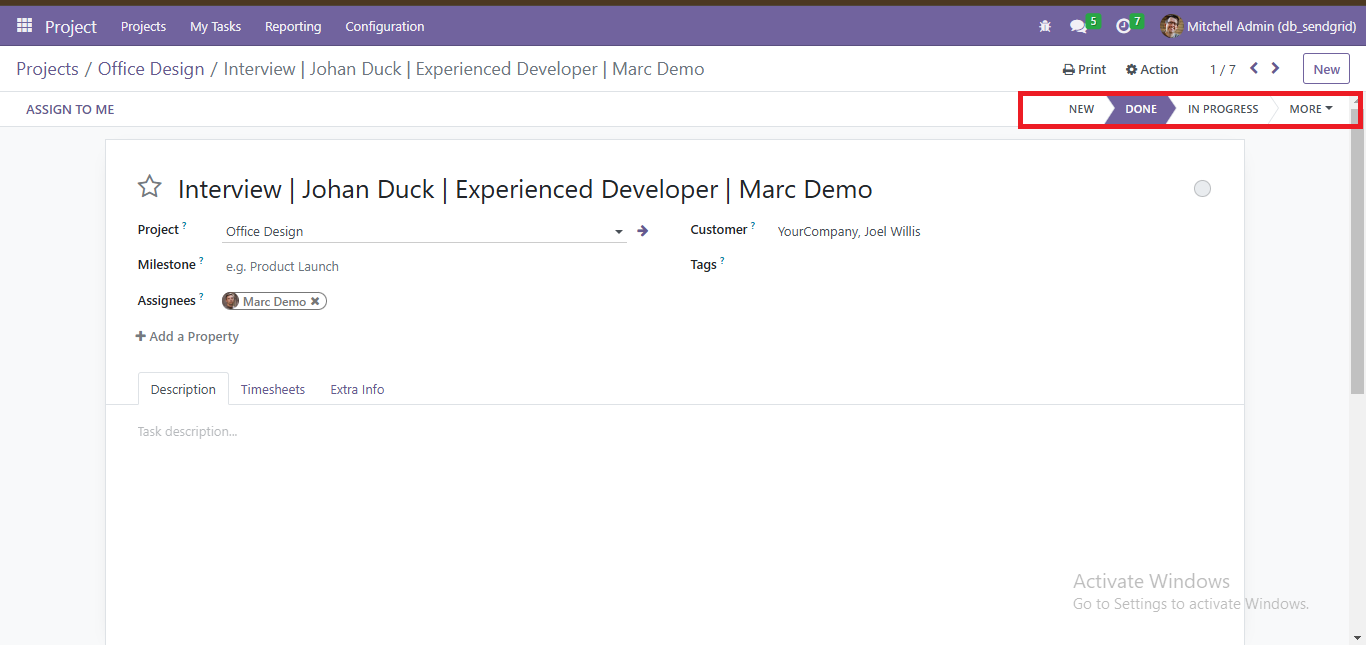 Project Projects My Tasks Reporting Configuration 5 7 Mitchell Admin (db_sendgrid)
Projects / Office Design / Interview | Johan Duck | Experienced Developer | Marc Demo Print Action 1 / 7 New
ASSIGN TO ME NEW DONE IN PROGRESS MORE
Interview | Johan Duck | Experienced Developer | Marc Demo
Project ? Office Design Customer ? YourCompany, Joel Willis
Milestone ? e.g. Product Launch Tags ?
Assignees ? Marc Demo
Add a Property
Description Timesheets Extra Info
Task description...
Activate Windows
Go to Settings to activate Windows.